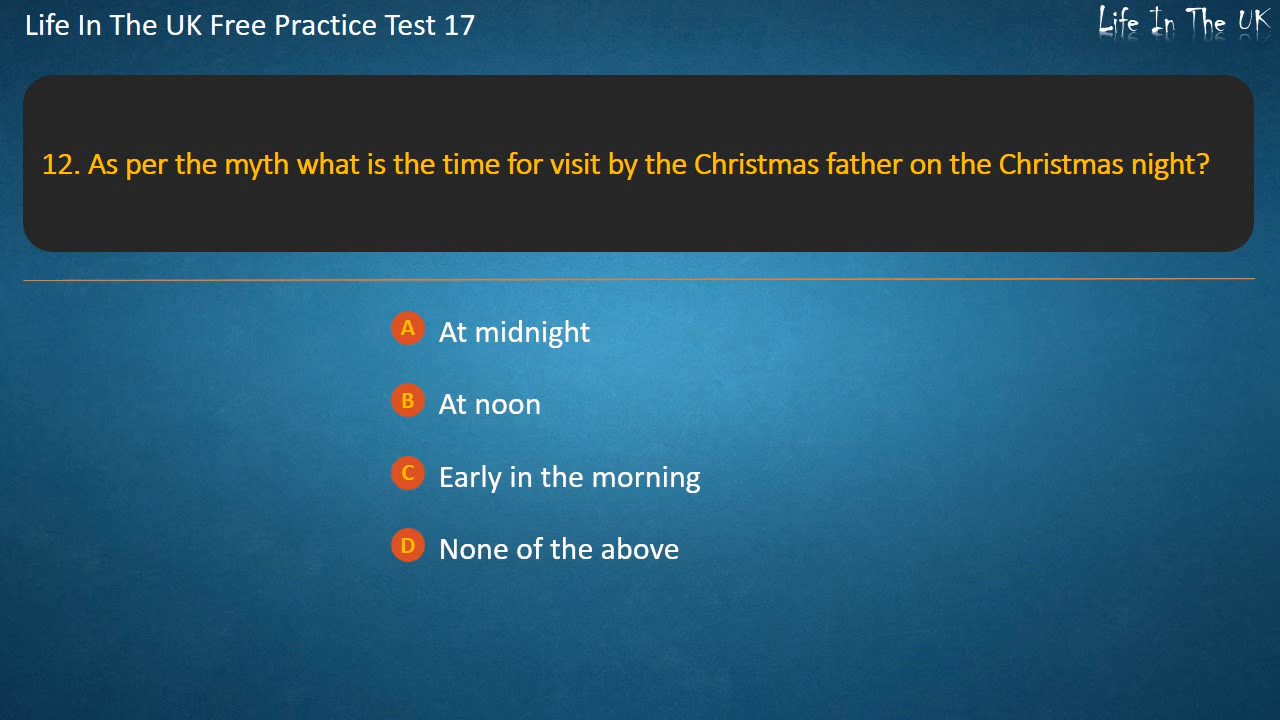 Life In The UK Free Practice Test 17
Life In The UK
12. As per the myth what is the time for visit by the Christmas father on the Christmas night?
A At midnight
B At noon
C Early in the morning
D None of the above